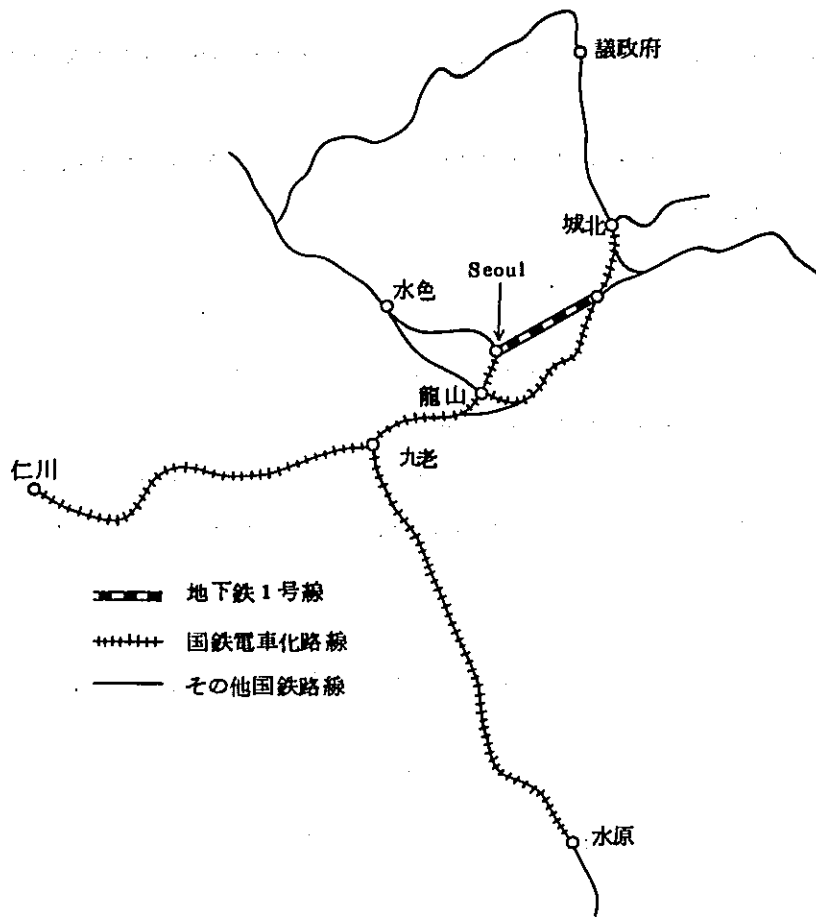 議政府
城北
Seoul
水色
龍山
九老
仁川
地下鉄1号線
国鉄電車化路線
その他国鉄路線
水原